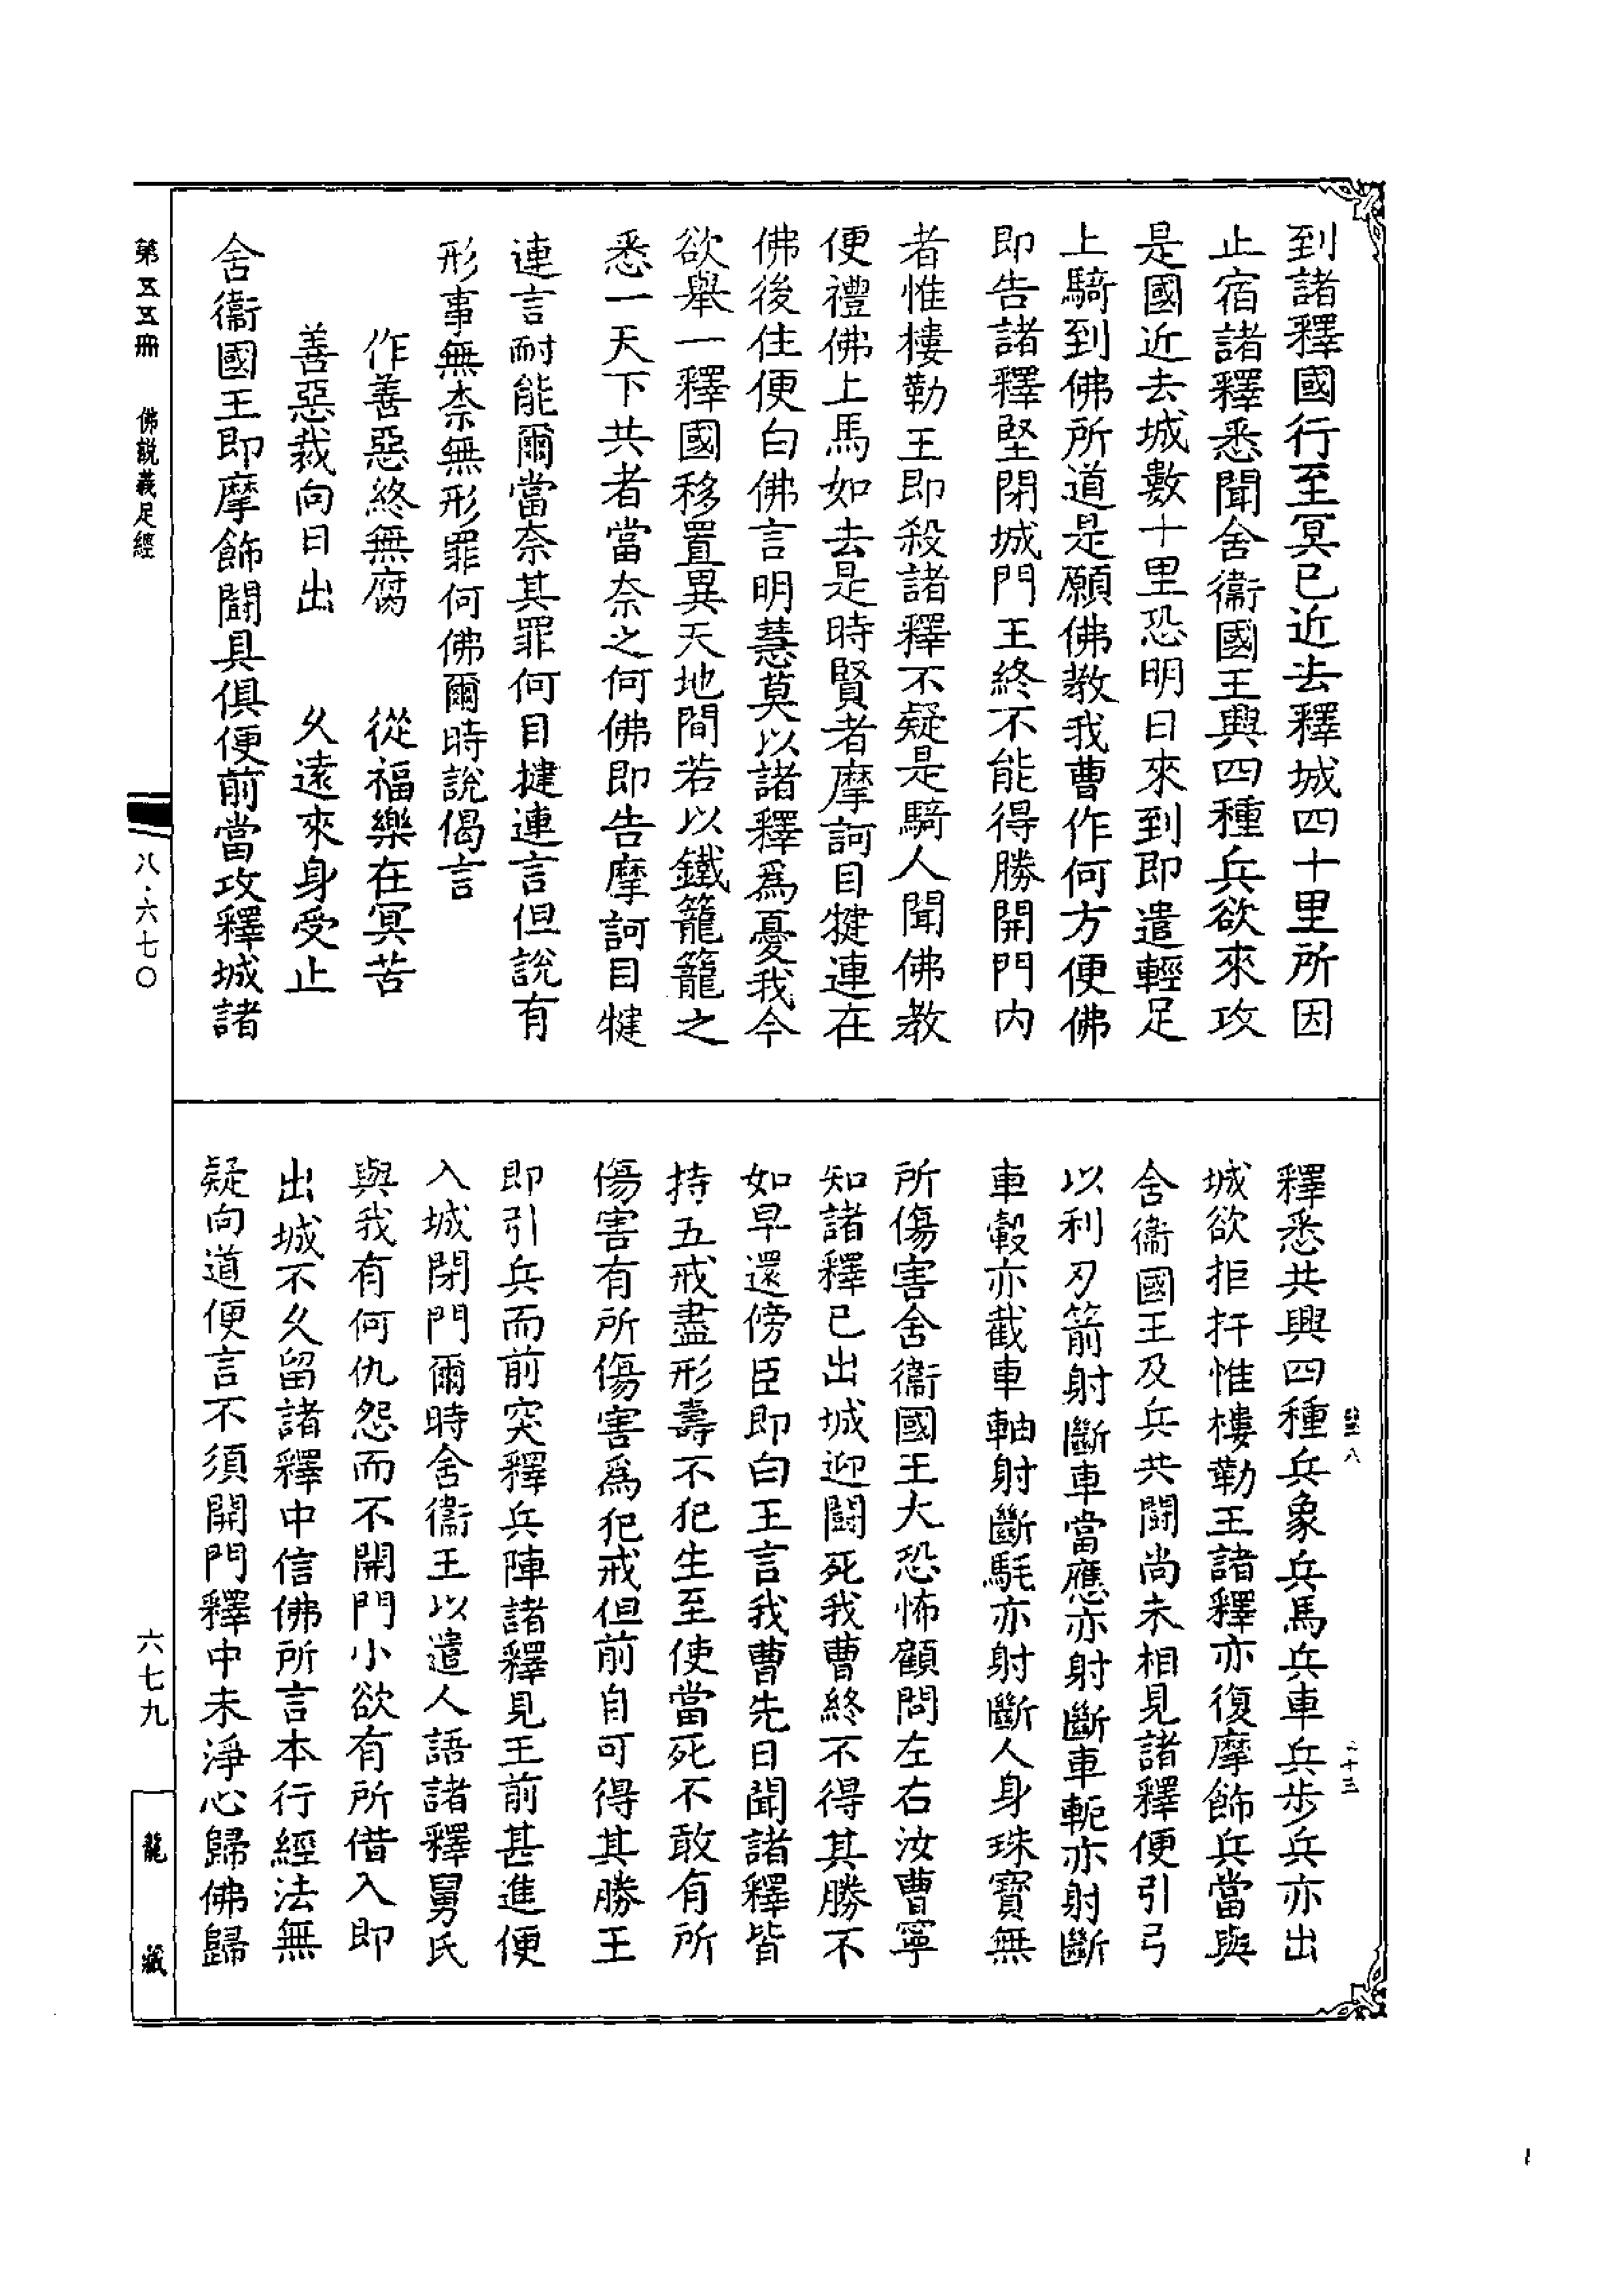 到諸釋國行至冥已近去釋城四十里所因
止宿諸釋悉聞舍衞國王興四種兵欲來攻
是國近去城數十里恐明日來到即遣輕足
上騎到佛所道是願佛教我曹作何方便佛
即告諸釋堅閉城門王終不能得勝開門内
者惟樓勒王即殺諸釋不疑是騎人聞佛教
便禮佛上馬如去是時賢者摩訶目犍連在
佛後住便白佛言明慧莫以諸釋爲憂我今
欲舉一釋國移置異天地間若以鐵籠籠之
悉一天下共者當奈之何佛即告摩訶目犍
連言耐能爾當奈其罪何目揵連言但說有
形事無柰無形罪何佛爾時說偈言
作善惡終無腐　從福樂在冥苦
善惡裁向日出　久遠來身受止
舍衞國王即摩飾鬪具俱便前當攻釋城諸
釋悉共興四種兵象兵馬兵車兵步兵亦出
城欲拒扞惟樓勒王諸釋亦復摩飾兵當與
舍衞國王及兵共鬪尚未相見諸釋便引弓
以利刃箭射斷車當應亦射斷車軛亦射斷
車轂亦截車軸射斷駹亦射斷人身珠寶無
所傷害舍衞國王大恐怖顧問左右汝曹寧
知諸釋已出城迎鬪死我曹終不得其勝不
如早還傍臣即白王言我曹先日聞諸釋皆
持五戒盡形壽不犯生至使當死不敢有所
傷害有所傷害爲犯戒但前自可得其勝王
即引兵而前突釋兵陣諸釋見王前甚進便
入城閉門爾時舍衞王以遣人語諸釋舅氏
與我有何仇怨而不開門小欲有所借入即
出城不久留諸釋中信佛所言本行經法無
疑向道便言不須開門釋中未淨心歸佛歸
第五五冊　佛說義足經
八·六七〇
六七九
龍藏
八
二十三